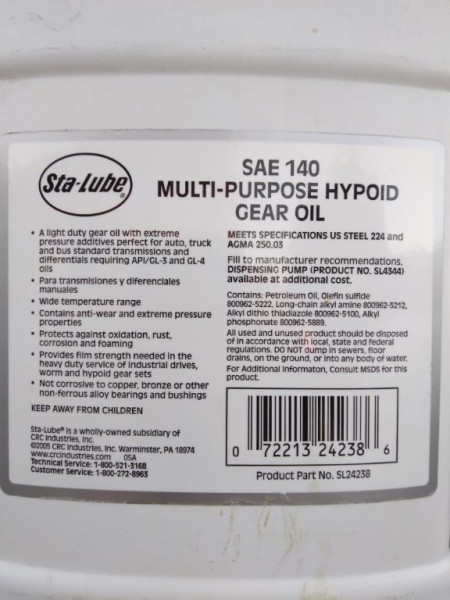 Sta-Lube®
SAE 140
MULTI-PURPOSE HYPOID
GEAR OIL
• A light duty gear oil with extreme
pressure additives perfect for auto, truck
and bus standard transmissions and
differentials requiring API/GL-3 and GL-4
oils
• Para transmisiones y diferenciales
manuales
• Wide temperature range
• Contains anti-wear and extreme pressure
properties
• Protects against oxidation, rust,
corrosion and foaming
• Provides film strength needed in the
heavy duty service of industrial drives,
worm and hypoid gear sets
• Not corrosive to copper, bronze or other
non-ferrous alloy bearings and bushings
KEEP AWAY FROM CHILDREN
Sta-Lube® is a wholly-owned subsidiary of
CRC Industries, Inc.
©2005 CRC Industries, Inc. Warminster, PA 18974
www.crcindustries.com 05A
Technical Service: 1-800-521-3168
Customer Service: 1-800-272-8963
MEETS SPECIFICATIONS US STEEL 224 and
AGMA 250.03
Fill to manufacturer recommendations.
DISPENSING PUMP (PRODUCT NO. SL4344)
available at additional cost.
Contains: Petroleum Oil, Olefin sulfide
800962-5222, Long-chain alkyl amine 800962-5212,
Alkyl dithio thiadiazole 800962-5100, Alkyl
phosphonate 800962-5889.
All used and unused product should be disposed
of in accordance with local, state and federal
regulations. DO NOT dump in sewers, floor
drains, on the ground, or into any body of water.
For Additional Informaton, Consult MSDS for this
product.
0 72213 24238 6
Product Part No. SL24238